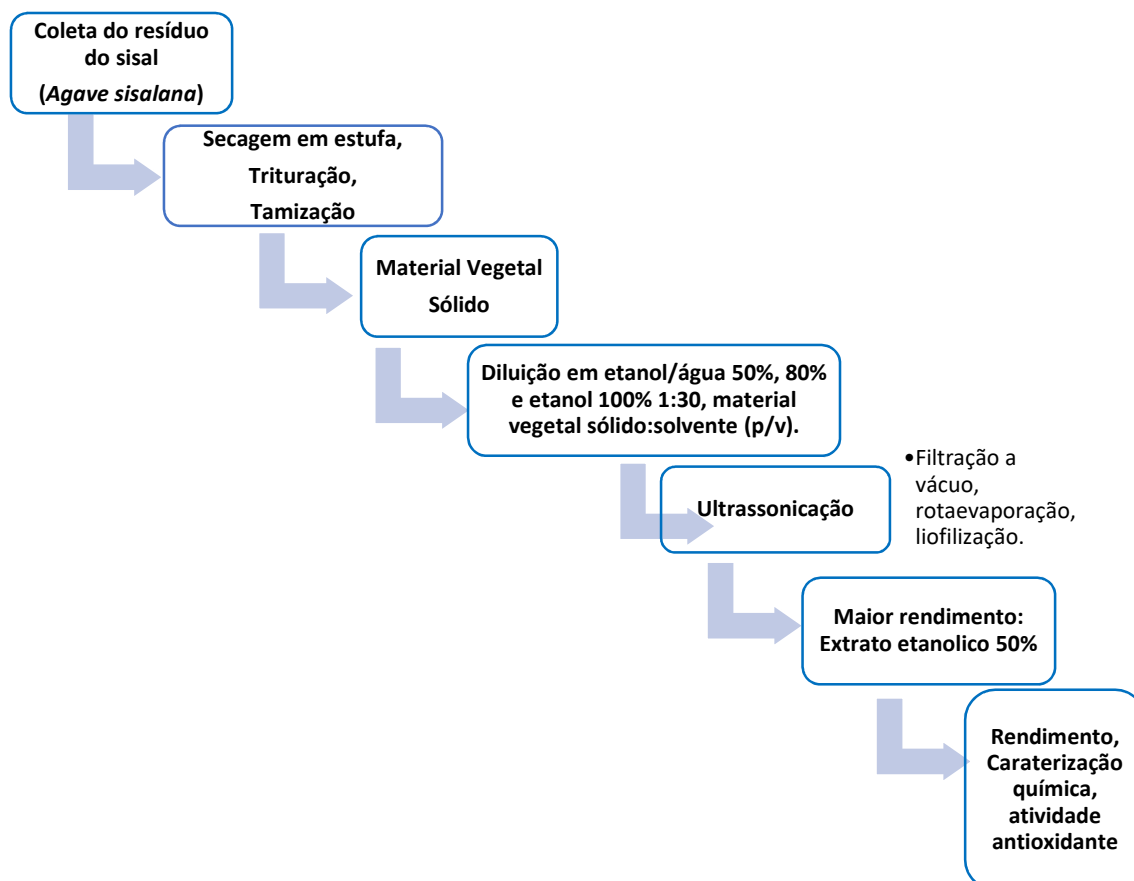 Coleta do resíduo
do sisal
(Agave sisalana)
Secagem em estufa,
Trituração,
Tamização
Material Vegetal
Sólido
Diluição em etanol/água 50%, 80%
e etanol 100% 1:30, material
vegetal sólido:solvente (p/v).
Ultrassonicação
•Filtração a
vácuo,
rotaevaporação,
liofilização.
Maior rendimento:
Extrato etanolico 50%
Rendimento,
Caraterização
química,
atividade
antioxidante